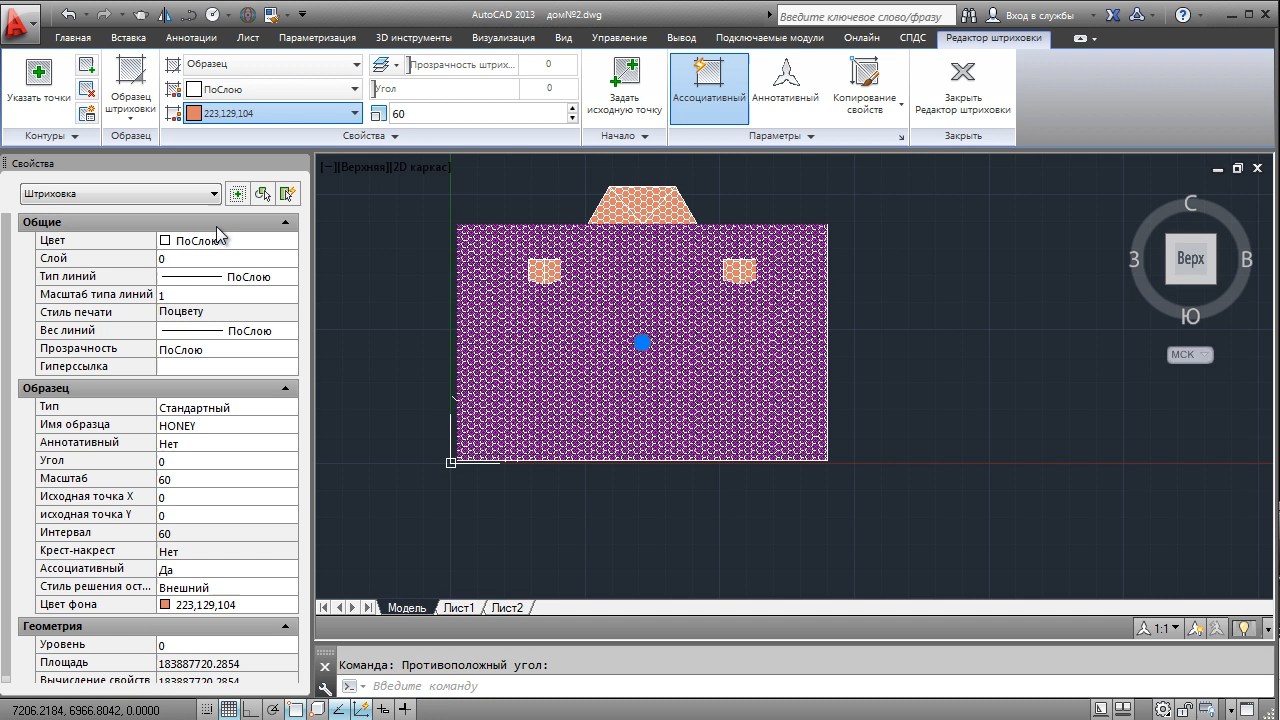 AutoCAD 2013 дом№2.dwg
Введите ключевое слово/фразу
Вход в службы
Главная Вставка Аннотации Лист Параметризация 3D инструменты Визуализация Вид Управление Вывод Подключаемые модули Онлайн СПДС Редактор штриховки
Указать точки
Образец штриховки
Образец
ПоСлою
223,129,104
Прозрачность штрих... 0
Угол 0
60
Задать исходную точку
Ассоциативный
Аннотативный
Копирование свойств
Закрыть Редактор штриховки
Контуры Образец Свойства Начало Параметры Закрыть
Свойства
Штриховка
Общие
Цвет ПоСлою
Слой 0
Тип линий ПоСлою
Масштаб типа линий 1
Стиль печати Поцвету
Вес линий ПоСлою
Прозрачность ПоСлою
Гиперссылка
Образец
Тип Стандартный
Имя образца HONEY
Аннотативный Нет
Угол 0
Масштаб 60
Исходная точка X 0
исходная точка Y 0
Интервал 60
Крест-накрест Нет
Ассоциативный Да
Стиль решения ост... Внешний
Цвет фона 223,129,104
Геометрия
Уровень 0
Площадь 183887720.2854
Вычисление свойств 183887720.2854
[−][Верхняя][2D каркас]
С
З Верх В
Ю
МСК
Модель Лист1 Лист2
1:1
Команда: Противоположный угол:
Введите команду
7206.2184, 6966.8042, 0.0000